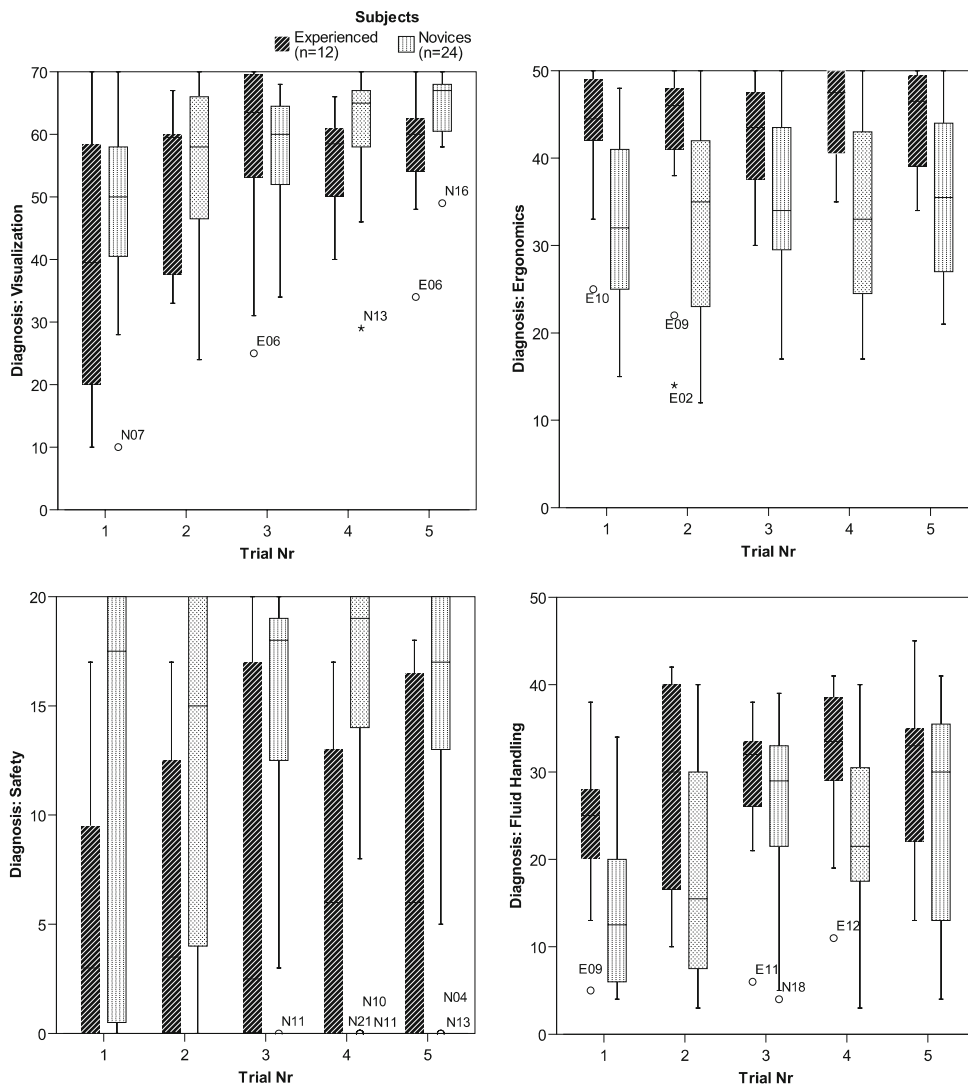 Subjects
Experienced
(n=12)
Novices
(n=24)
Diagnosis: Visualization
70
60
50
40
30
20
10
0
N07
E06
N13
E06
N16
1 2 3 4 5
Trial Nr
Diagnosis: Ergonomics
50
40
30
20
10
0
E10
E09
E02
1 2 3 4 5
Trial Nr
Diagnosis: Safety
20
15
10
5
0
N11
N10
N21 N11
N04
N13
1 2 3 4 5
Trial Nr
Diagnosis: Fluid Handling
50
40
30
20
10
0
E09
E11
N18
E12
1 2 3 4 5
Trial Nr